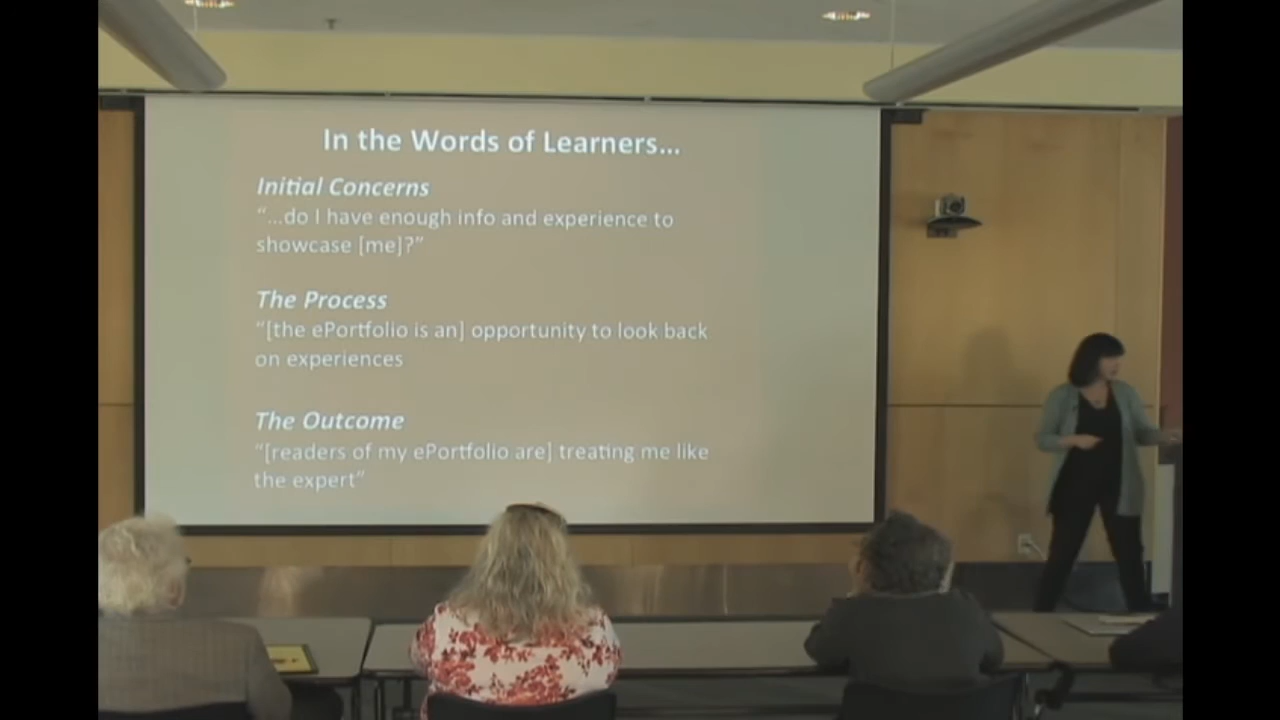 In the Words of Learners...
Initial Concerns
"...do I have enough info and experience to
showcase [me]?"
The Process
"[the ePortfolio is an] opportunity to look back
on experiences
The Outcome
"[readers of my ePortfolio are] treating me like
the expert"